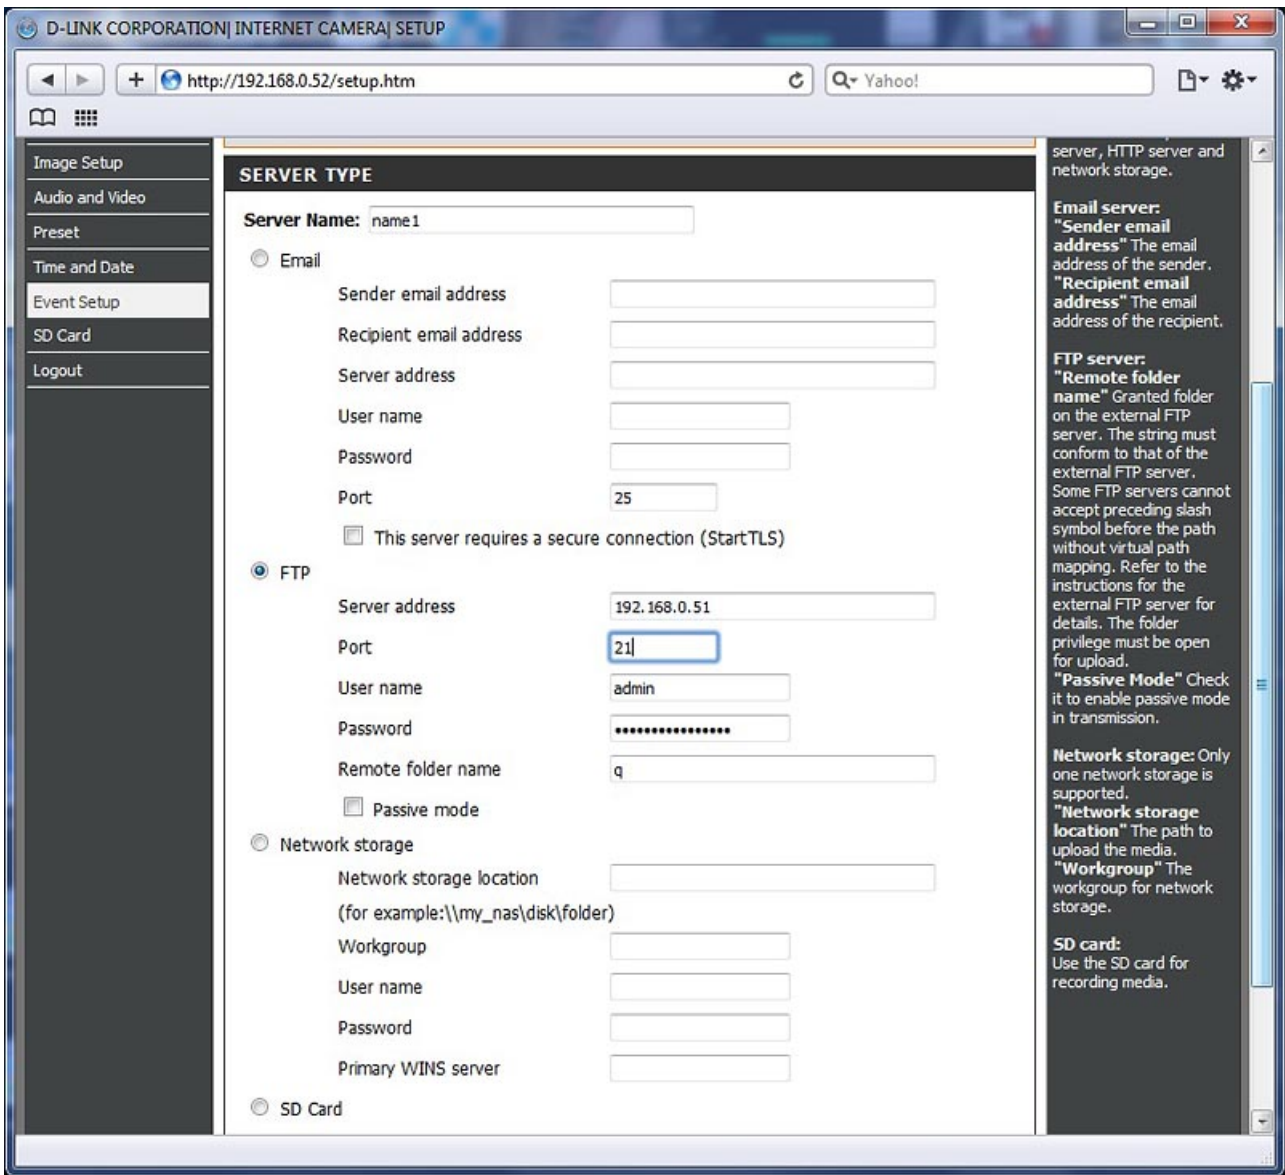 D-LINK CORPORATION| INTERNET CAMERA| SETUP
http://192.168.0.52/setup.htm
Yahoo!
Image Setup
Audio and Video
Preset
Time and Date
Event Setup
SD Card
Logout
SERVER TYPE
Server Name: name1
Email
Sender email address
Recipient email address
Server address
User name
Password
Port 25
This server requires a secure connection (StartTLS)
FTP
Server address 192.168.0.51
Port 21
User name admin
Password ••••••••••••••••
Remote folder name q
Passive mode
Network storage
Network storage location
(for example:\\my_nas\disk\folder)
Workgroup
User name
Password
Primary WINS server
SD Card
server, HTTP server and
network storage.
Email server:
"Sender email
address" The email
address of the sender.
"Recipient email
address" The email
address of the recipient.
FTP server:
"Remote folder
name" Granted folder
on the external FTP
server. The string must
conform to that of the
external FTP server.
Some FTP servers cannot
accept preceding slash
symbol before the path
without virtual path
mapping. Refer to the
instructions for the
external FTP server for
details. The folder
privilege must be open
for upload.
"Passive Mode" Check
it to enable passive mode
in transmission.
Network storage: Only
one network storage is
supported.
"Network storage
location" The path to
upload the media.
"Workgroup" The
workgroup for network
storage.
SD card:
Use the SD card for
recording media.